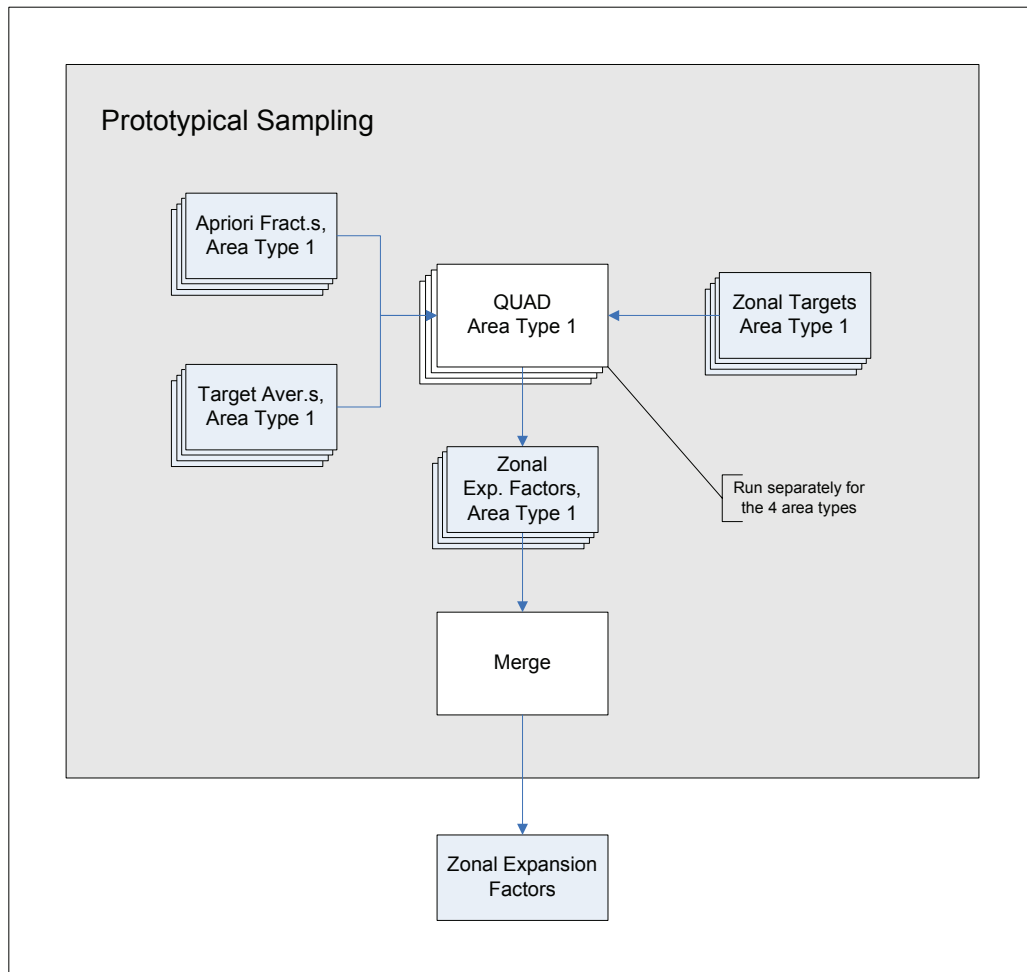 Prototypical Sampling
Apriori Fract.s,
Area Type 1
QUAD
Area Type 1
Zonal Targets
Area Type 1
Target Aver.s,
Area Type 1
Zonal
Exp. Factors,
Area Type 1
Run separately for
the 4 area types
Merge
Zonal Expansion
Factors